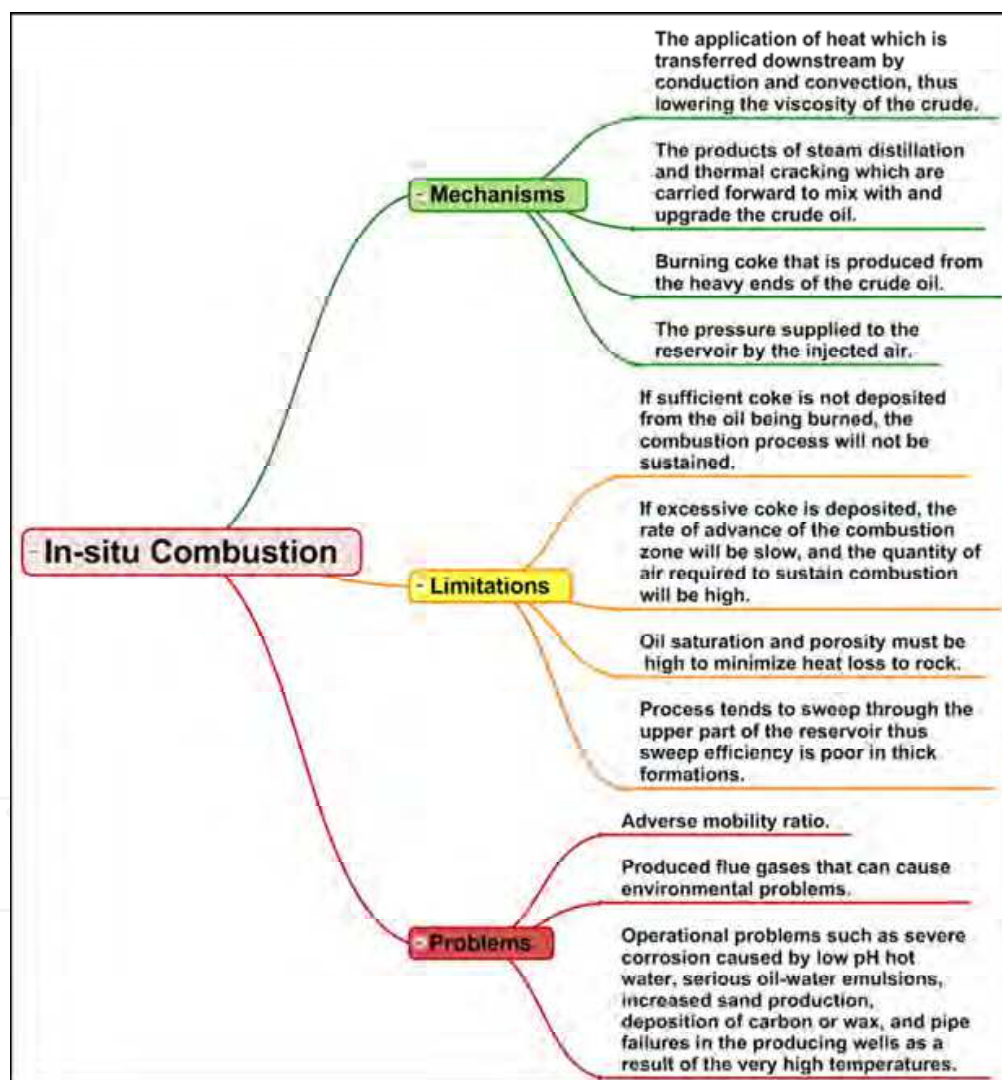 The application of heat which is
transferred downstream by
conduction and convection, thus
lowering the viscosity of the crude.
The products of steam distillation
and thermal cracking which are
carried forward to mix with and
upgrade the crude oil.
Mechanisms
Burning coke that is produced from
the heavy ends of the crude oil.
The pressure supplied to the
reservoir by the injected air.
If sufficient coke is not deposited
from the oil being burned, the
combustion process will not be
sustained.
In-situ Combustion
If excessive coke is deposited, the
rate of advance of the combustion
zone will be slow, and the quantity of
air required to sustain combustion
will be high.
Limitations
Oil saturation and porosity must be
high to minimize heat loss to rock.
Process tends to sweep through the
upper part of the reservoir thus
sweep efficiency is poor in thick
formations.
Adverse mobility ratio.
Produced flue gases that can cause
environmental problems.
Problems
Operational problems such as severe
corrosion caused by low pH hot
water, serious oil-water emulsions,
increased sand production,
deposition of carbon or wax, and pipe
failures in the producing wells as a
result of the very high temperatures.